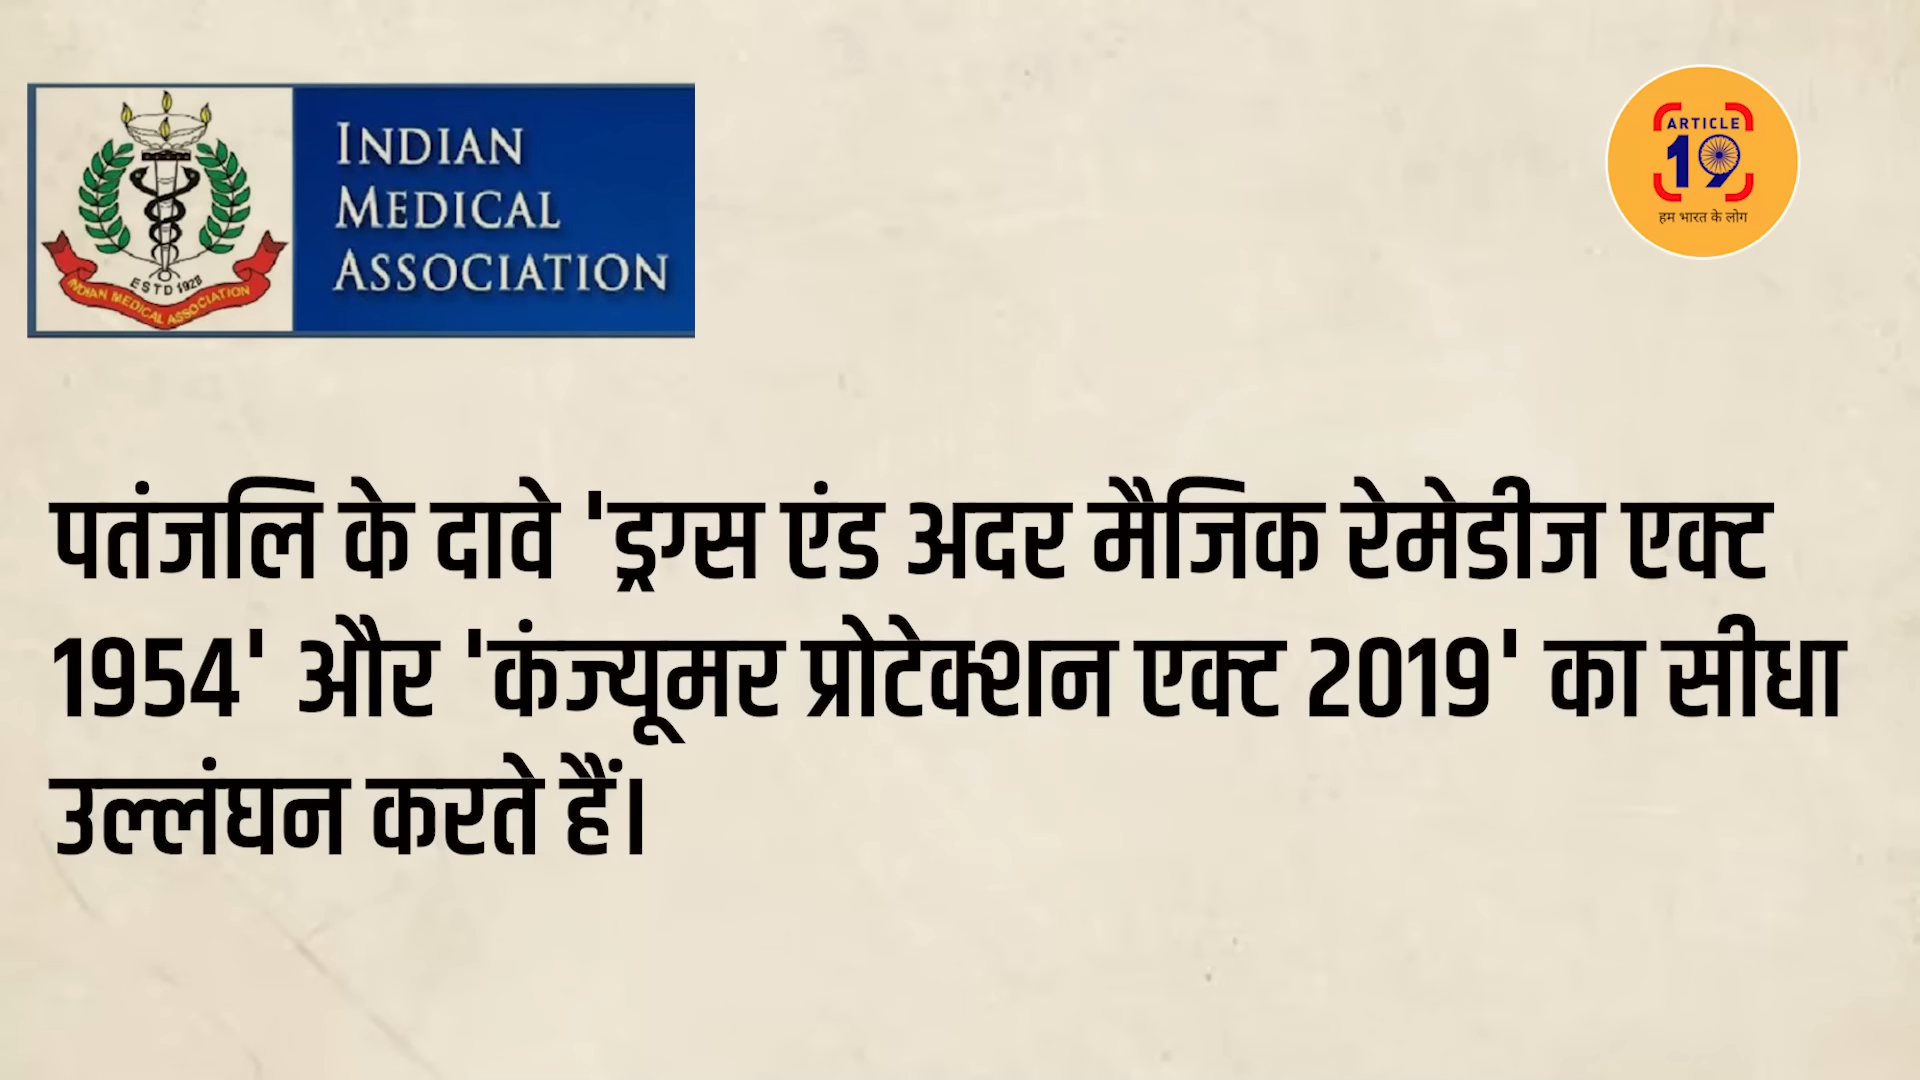 INDIAN
MEDICAL
ASSOCIATION
ESTD 1928
INDIAN MEDICAL ASSOCIATION
ARTICLE
19
हम भारत के लोग
पतंजलि के दावे 'ड्रग्स एंड अदर मैजिक रेमेडीज एक्ट
1954' और 'कंज्यूमर प्रोटेक्शन एक्ट 2019' का सीधा
उल्लंघन करते हैं।